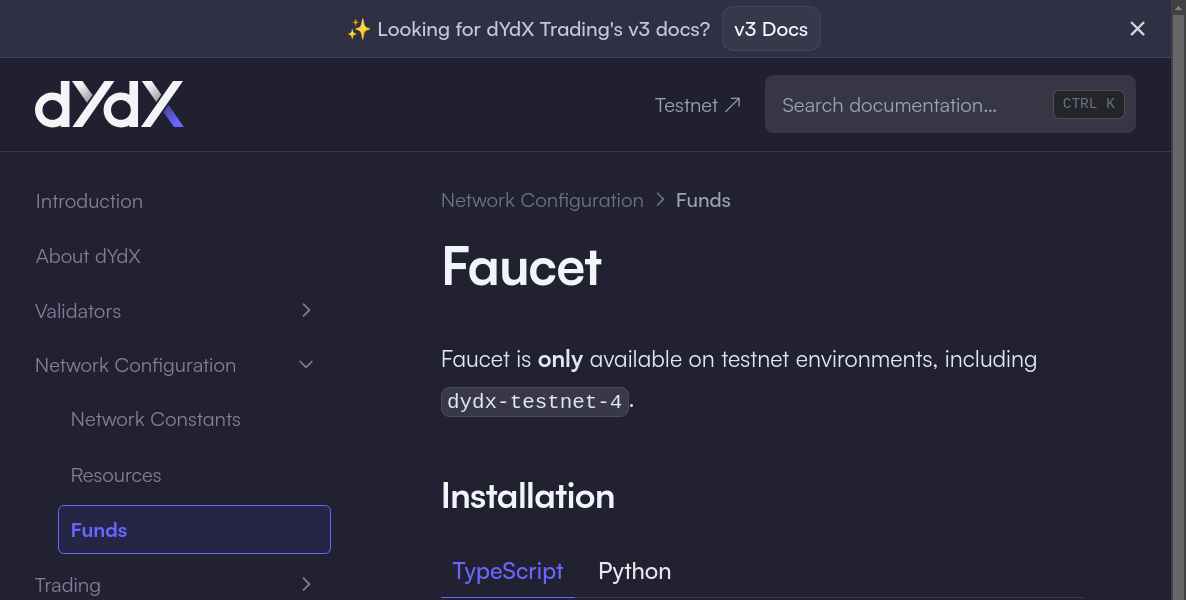 ✨ Looking for dYdX Trading's v3 docs? v3 Docs
dYdX
Testnet
Search documentation...
CTRL K
Introduction
About dYdX
Validators
Network Configuration
Network Constants
Resources
Funds
Trading
Network Configuration > Funds
Faucet
Faucet is only available on testnet environments, including
dydx-testnet-4.
Installation
TypeScript Python